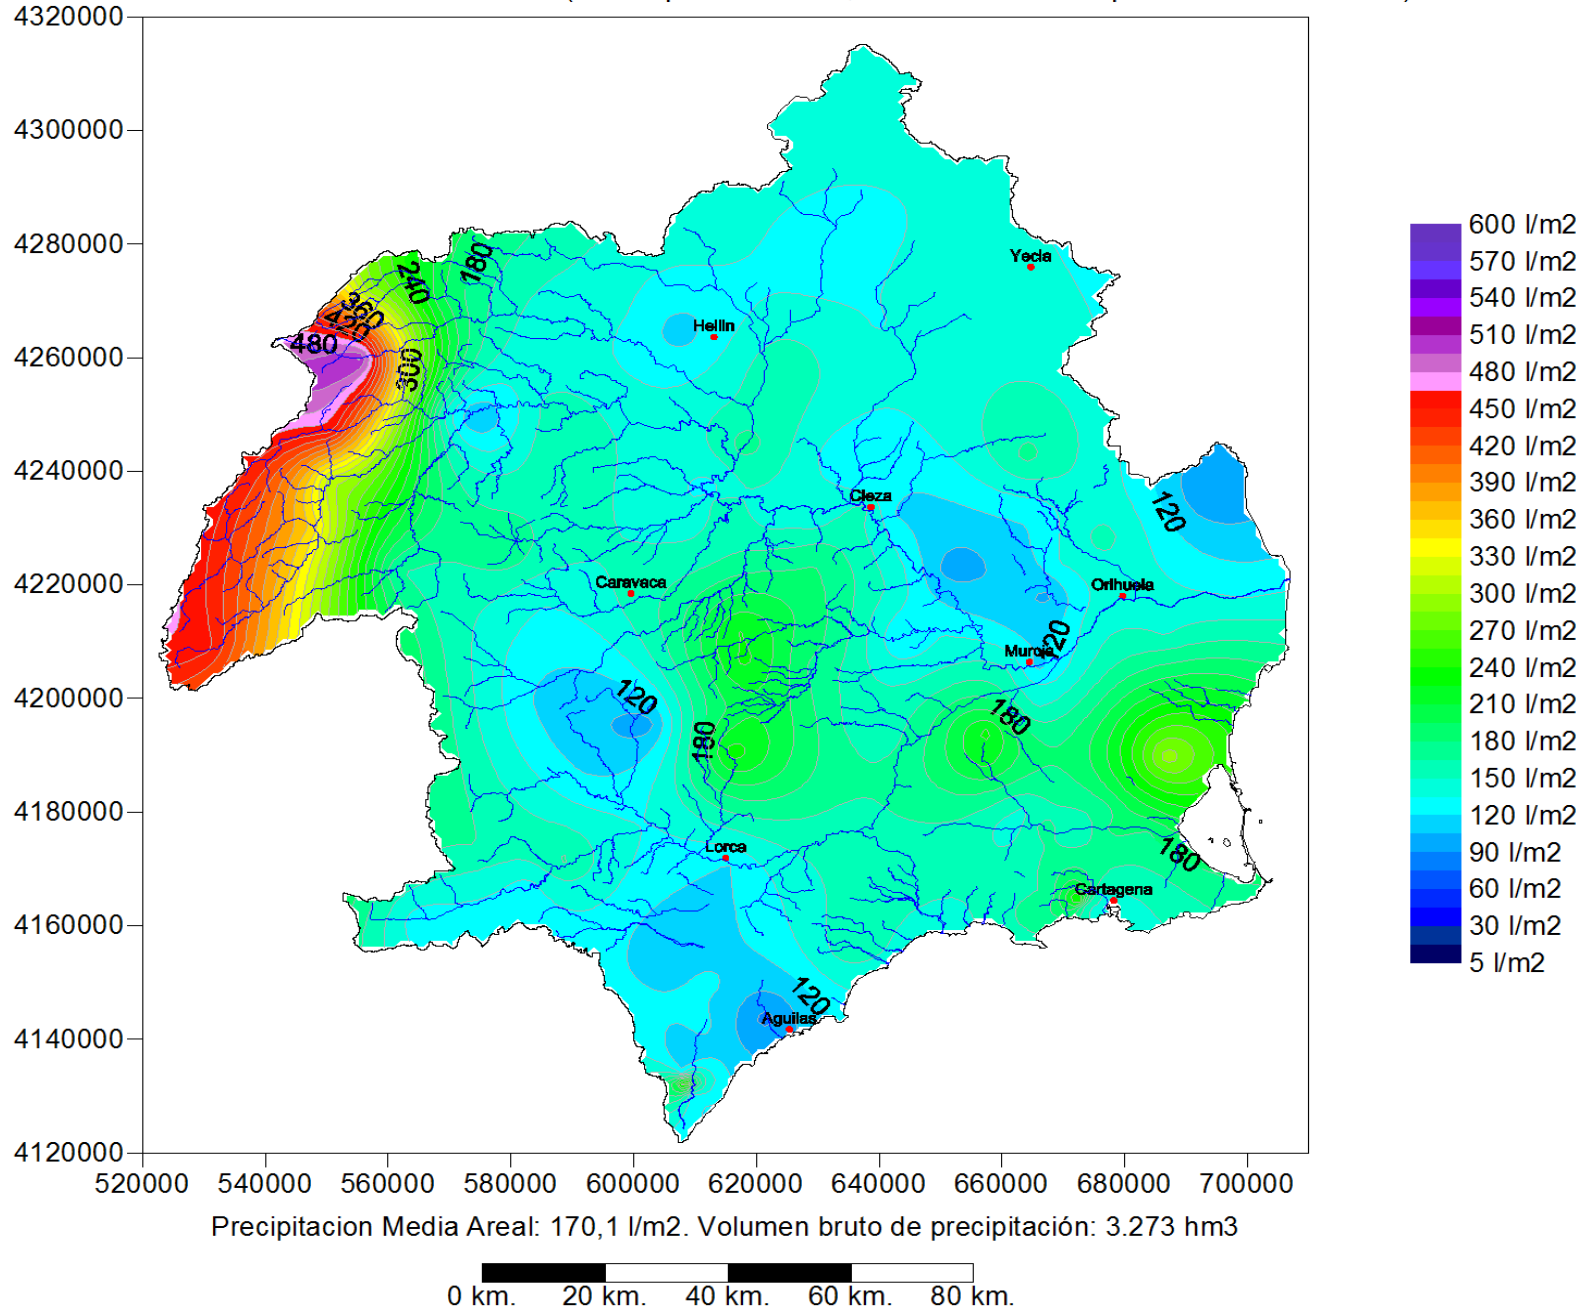 4320000
4300000
4280000
4260000
4240000
4220000
4200000
4180000
4160000
4140000
4120000
520000 540000 560000 580000 600000 620000 640000 660000 680000 700000
180
240
360
420
480
300
Yecla
Hellin
120
Cieza
Caravaca
Orihuela
120
Murcia
120
180
180
Lorca
180
Cartagena
120
Aguilas
600 l/m2
570 l/m2
540 l/m2
510 l/m2
480 l/m2
450 l/m2
420 l/m2
390 l/m2
360 l/m2
330 l/m2
300 l/m2
270 l/m2
240 l/m2
210 l/m2
180 l/m2
150 l/m2
120 l/m2
90 l/m2
60 l/m2
30 l/m2
5 l/m2
Precipitacion Media Areal: 170,1 l/m2. Volumen bruto de precipitación: 3.273 hm3
0 km. 20 km. 40 km. 60 km. 80 km.